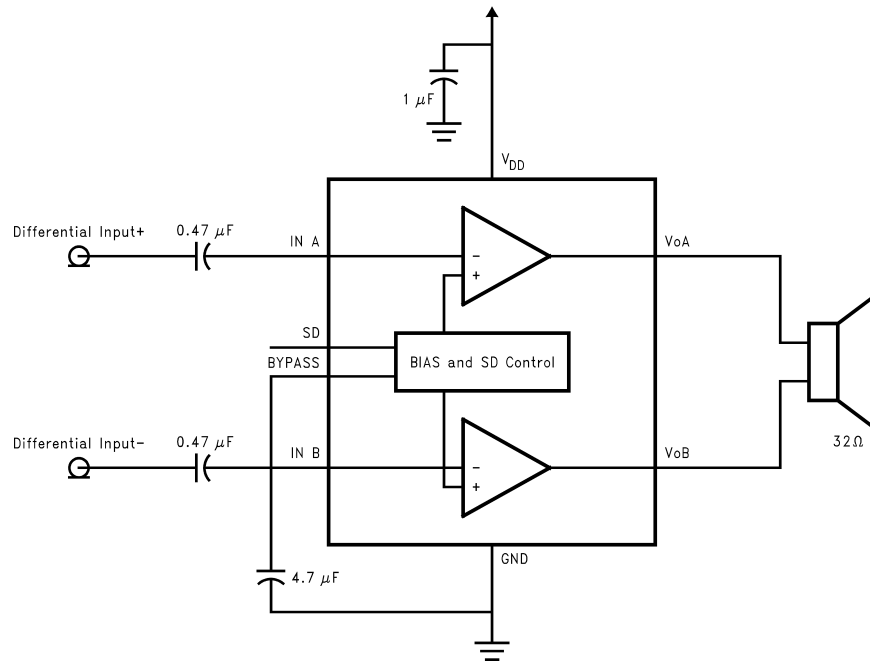 1 μF
V_DD
Differential Input+
0.47 μF
IN A
-
+
VoA
SD
BYPASS
BIAS and SD Control
Differential Input-
0.47 μF
IN B
-
+
VoB
32Ω
GND
4.7 μF